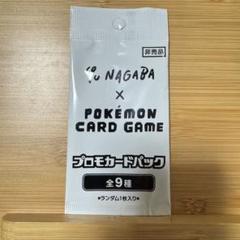 非売品
Yu NAGABA
×
POKÉMON
CARD GAME
プロモカードパック
全9種
●ランダム1枚入り●